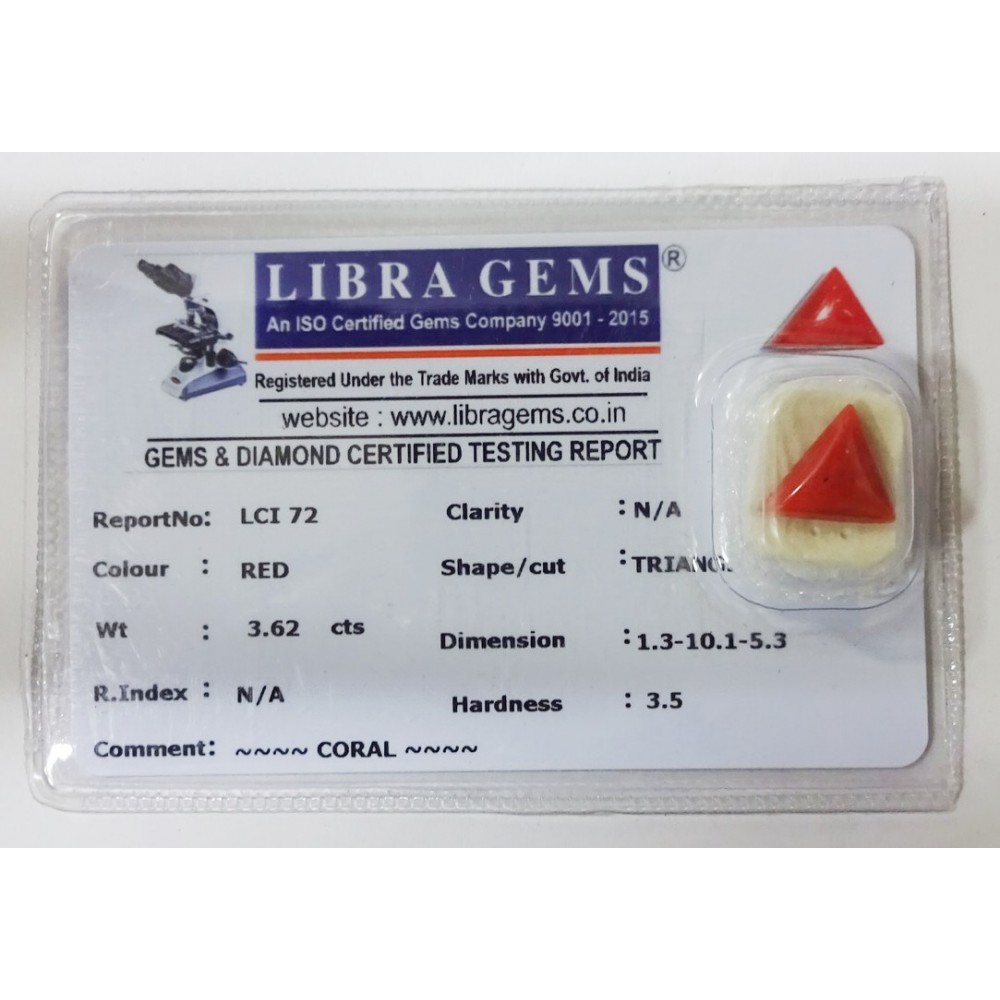 LIBRA GEMS ®
An ISO Certified Gems Company 9001 - 2015
Registered Under the Trade Marks with Govt. of India
website : www.libragems.co.in
GEMS & DIAMOND CERTIFIED TESTING REPORT
ReportNo: LCI 72 Clarity : N/A
Colour : RED Shape/cut :
Wt : 3.62 cts Dimension : 1.3-10.1-5.3
R.Index : N/A Hardness : 3.5
Comment: ~~~~ CORAL ~~~~